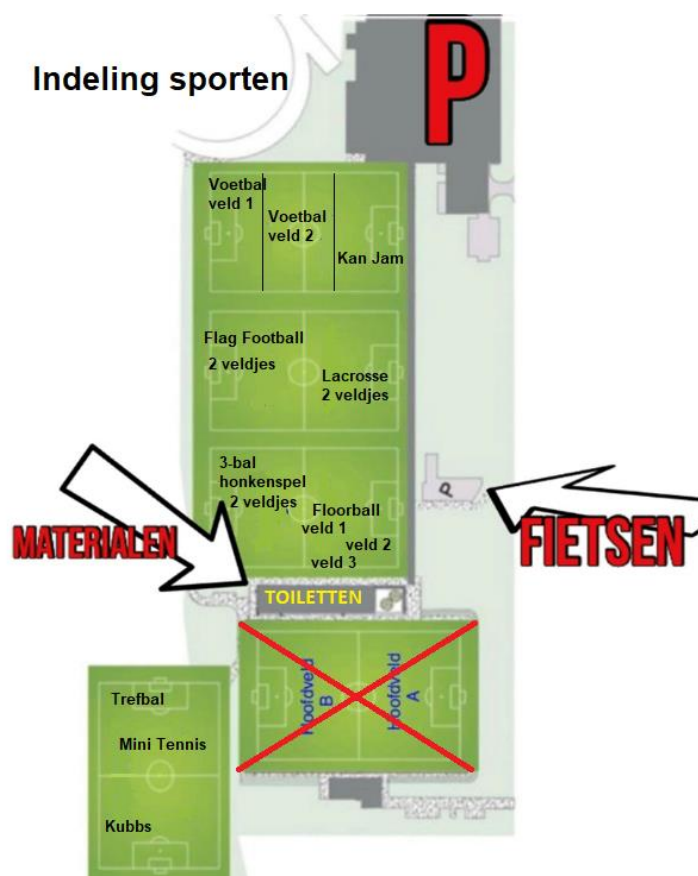 Indeling sporten
P
Voetbal
veld 1
Voetbal
veld 2
Kan Jam
Flag Football
2 veldjes
Lacrosse
2 veldjes
3-bal
honkenspel
2 veldjes
Floorball
veld 1
veld 2
veld 3
P
MATERIALEN
FIETSEN
TOILETTEN
Hoofdveld
B
Hoofdveld
A
Trefbal
Mini Tennis
Kubbs